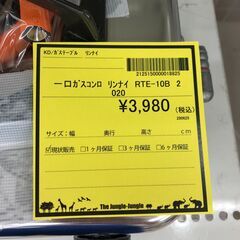 KD/ガステーブル リンナイ
2125150000018825
一口ガスコンロ リンナイ RTE-10B 2
020
¥3,980(税込)
230625
サイズ:幅 奥行 高さ cm
☑現状販売 □1ヶ月保証 □3ヶ月保証 □6ヶ月保証
The Jungle-Jungle